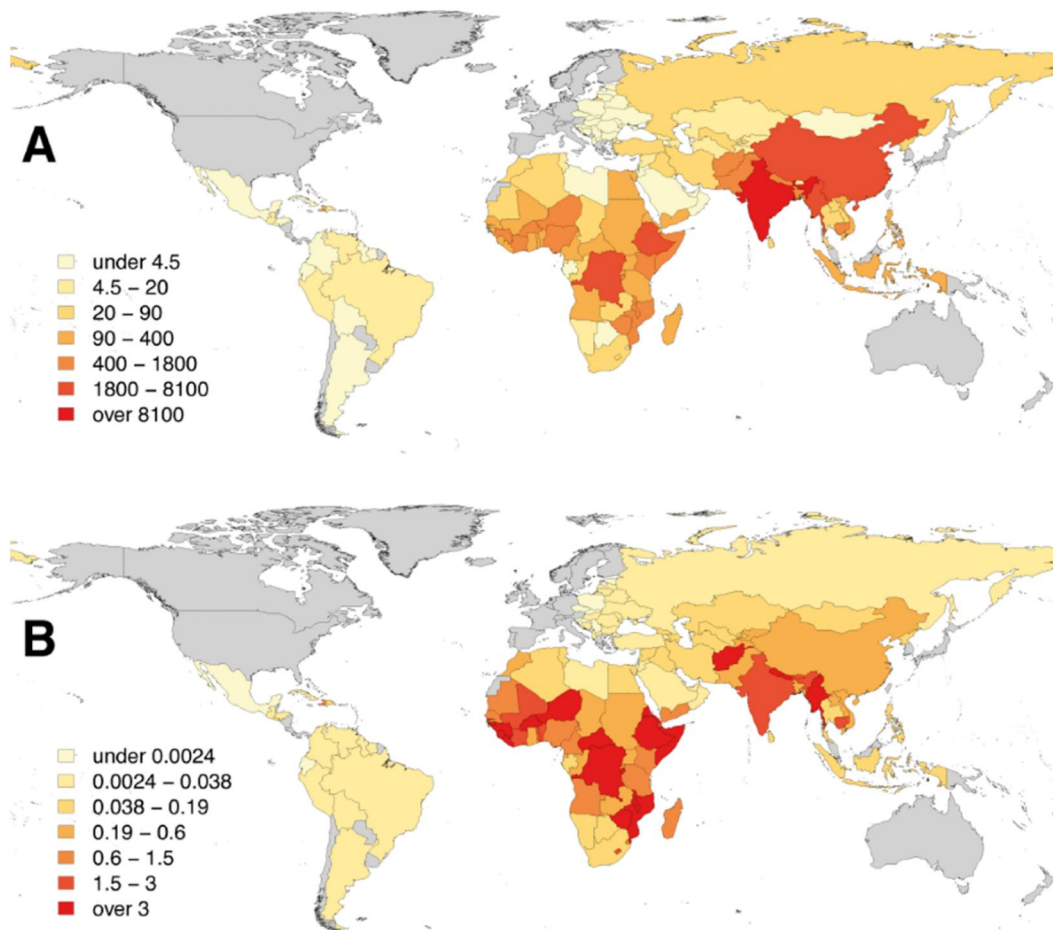 A
under 4.5
4.5 – 20
20 – 90
90 – 400
400 – 1800
1800 – 8100
over 8100
B
under 0.0024
0.0024 – 0.038
0.038 – 0.19
0.19 – 0.6
0.6 – 1.5
1.5 – 3
over 3